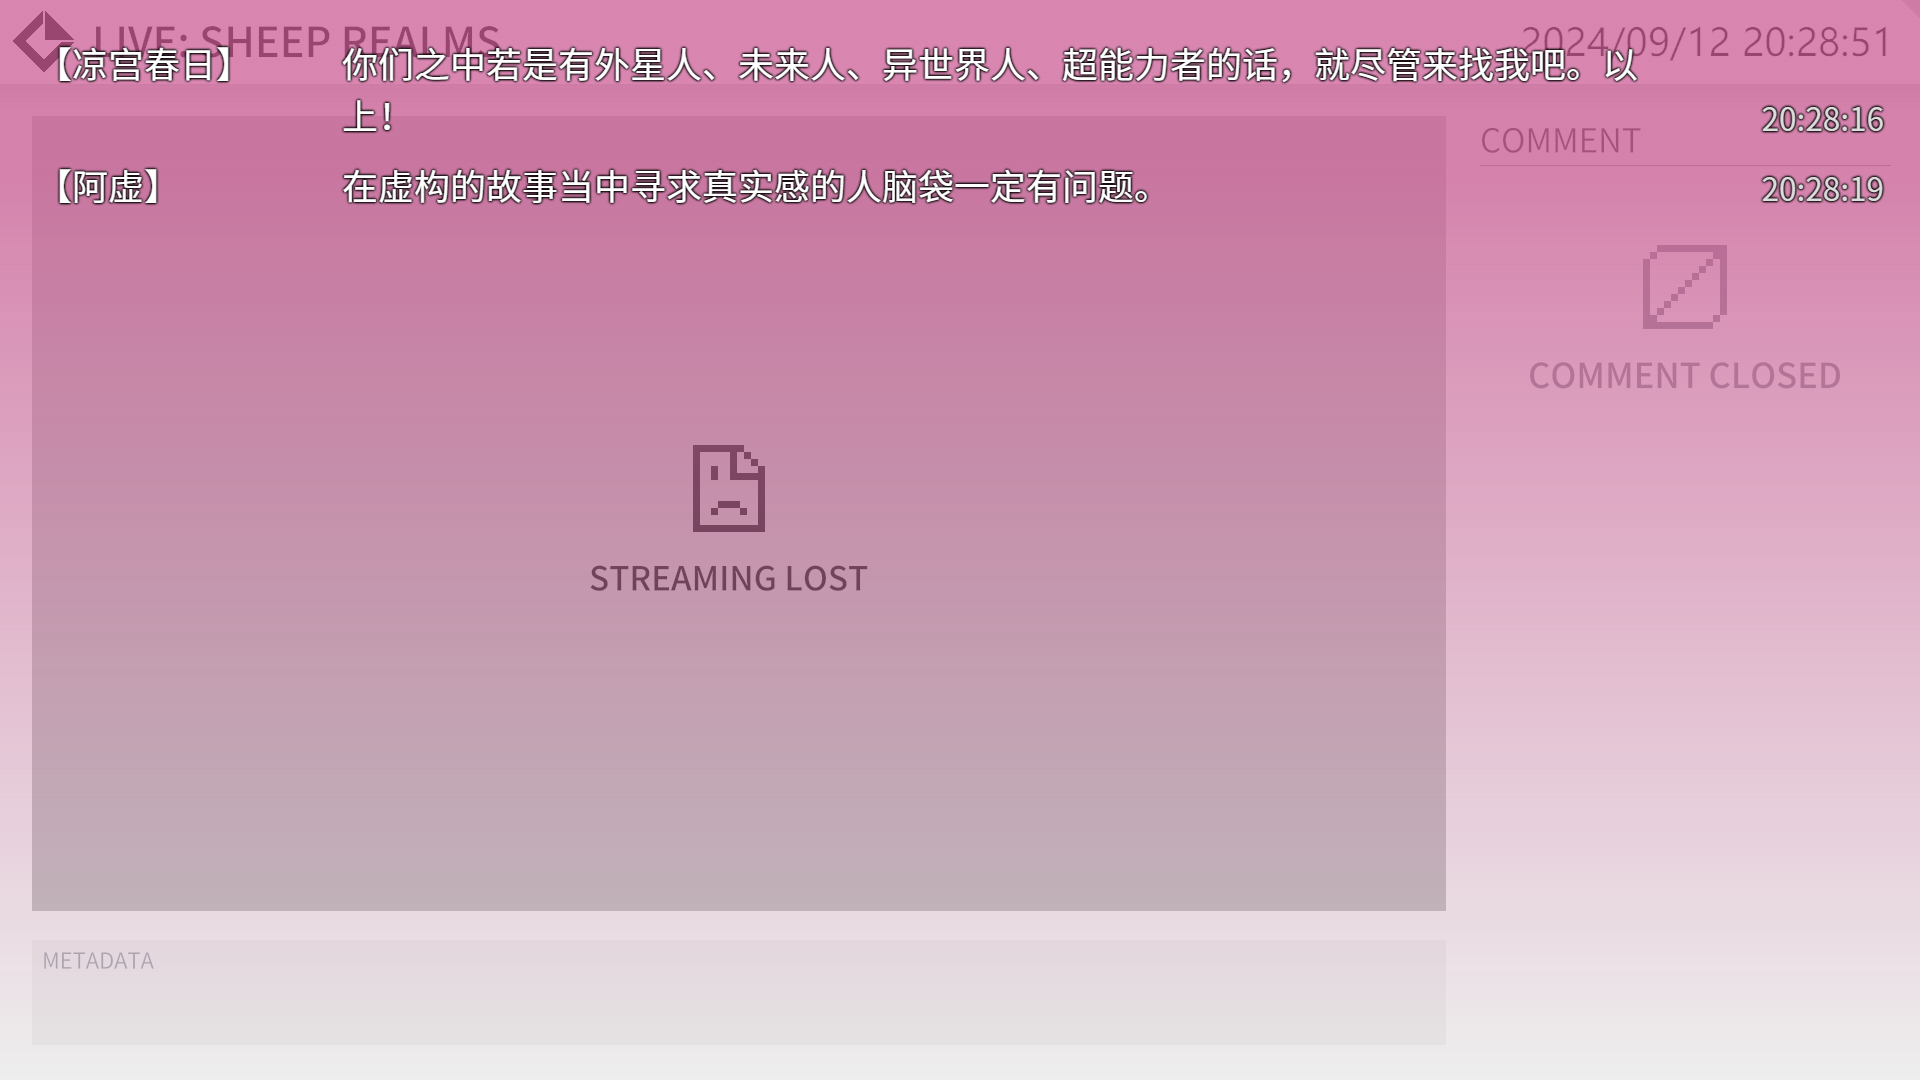 LIVE: SHEEP REALMS
2024/09/12 20:28:51
【凉宫春日】 你们之中若是有外星人、未来人、异世界人、超能力者的话，就尽管来找我吧。以
上！
20:28:16
COMMENT
【阿虚】 在虚构的故事当中寻求真实感的人脑袋一定有问题。
20:28:19
COMMENT CLOSED
STREAMING LOST
METADATA